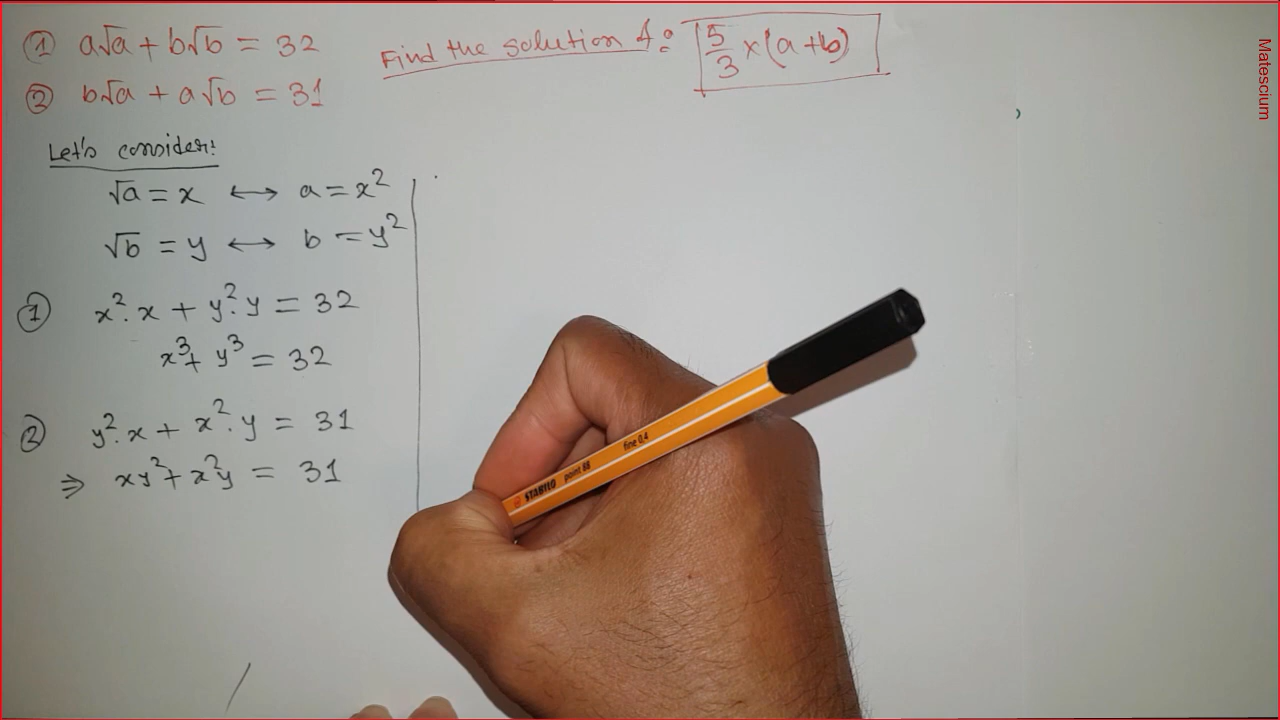 ① a√a + b√b = 32
Find the solution of: 5/3 × (a+b)
② b√a + a√b = 31
Let's consider:
√a = x ↔ a = x²
√b = y ↔ b = y²
① x².x + y².y = 32
x³ + y³ = 32
② y².x + x².y = 31
⇒ xy² + x²y = 31
STABILO point 88 fine 0,4
Matescium